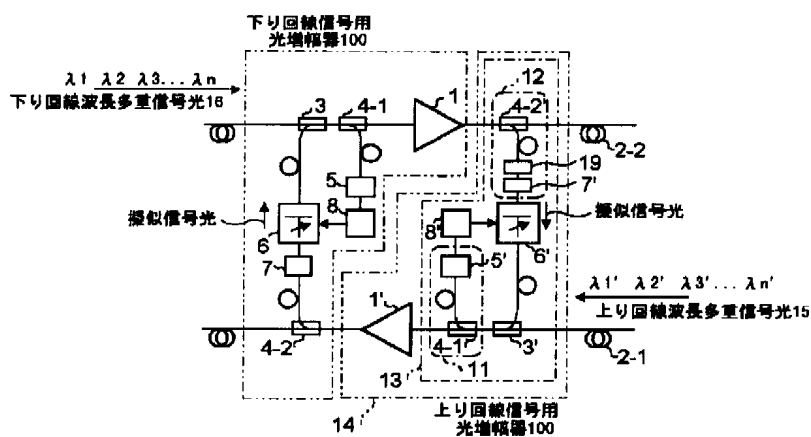 下り回線信号用
光増幅器100
λ1 λ2 λ3...λn
下り回線波長多重信号光16
3
4-1
1
12
4-2'
2-2
19
7'
5
8
擬似信号光
6
7
8'
擬似信号光
6'
5'
λ1' λ2' λ3'...λn'
上り回線波長多重信号光15
1'
4-2
4-1'
3'
2-1
13
11
14
上り回線信号用
光増幅器100